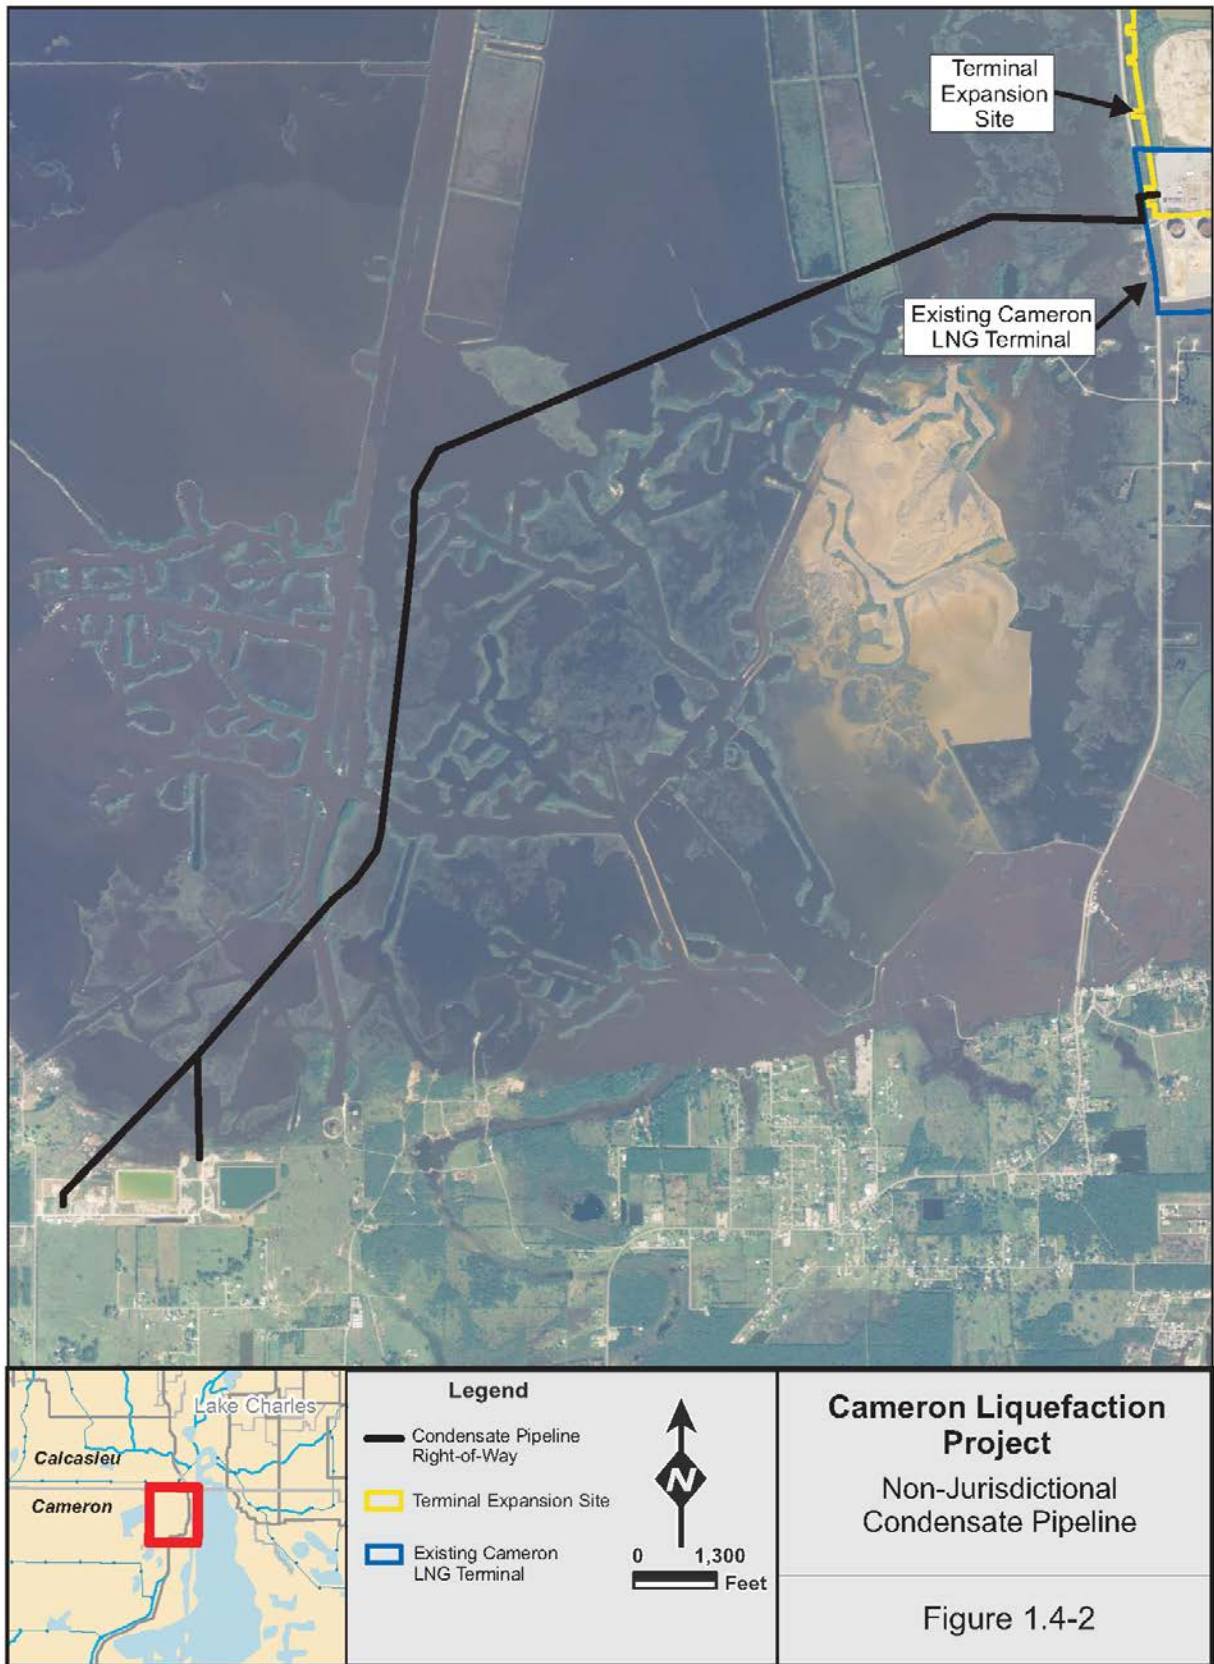 Terminal
Expansion
Site
Existing Cameron
LNG Terminal
Lake Charles
Calcasieu
Cameron
Legend
Condensate Pipeline
Right-of-Way
Terminal Expansion Site
Existing Cameron
LNG Terminal
N
0 1,300
Feet
Cameron Liquefaction
Project
Non-Jurisdictional
Condensate Pipeline
Figure 1.4-2